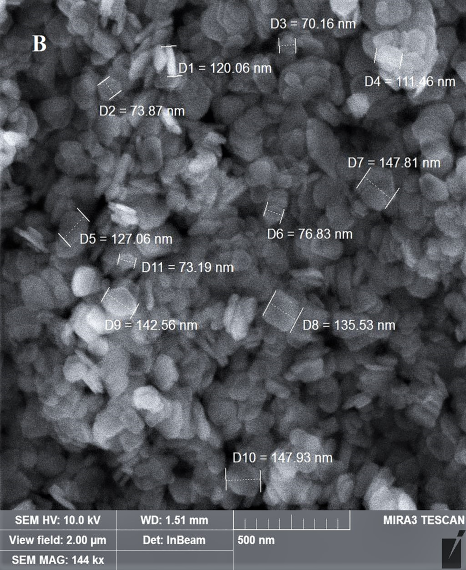 B
D3 = 70.16 nm
D1 = 120.06 nm
D4 = 111.46 nm
D2 = 73.87 nm
D7 = 147.81 nm
D6 = 76.83 nm
D5 = 127.06 nm
D11 = 73.19 nm
D9 = 142.56 nm
D8 = 135.53 nm
D10 = 147.93 nm
SEM HV: 10.0 kV WD: 1.51 mm MIRA3 TESCAN
View field: 2.00 µm Det: InBeam 500 nm
SEM MAG: 144 kx